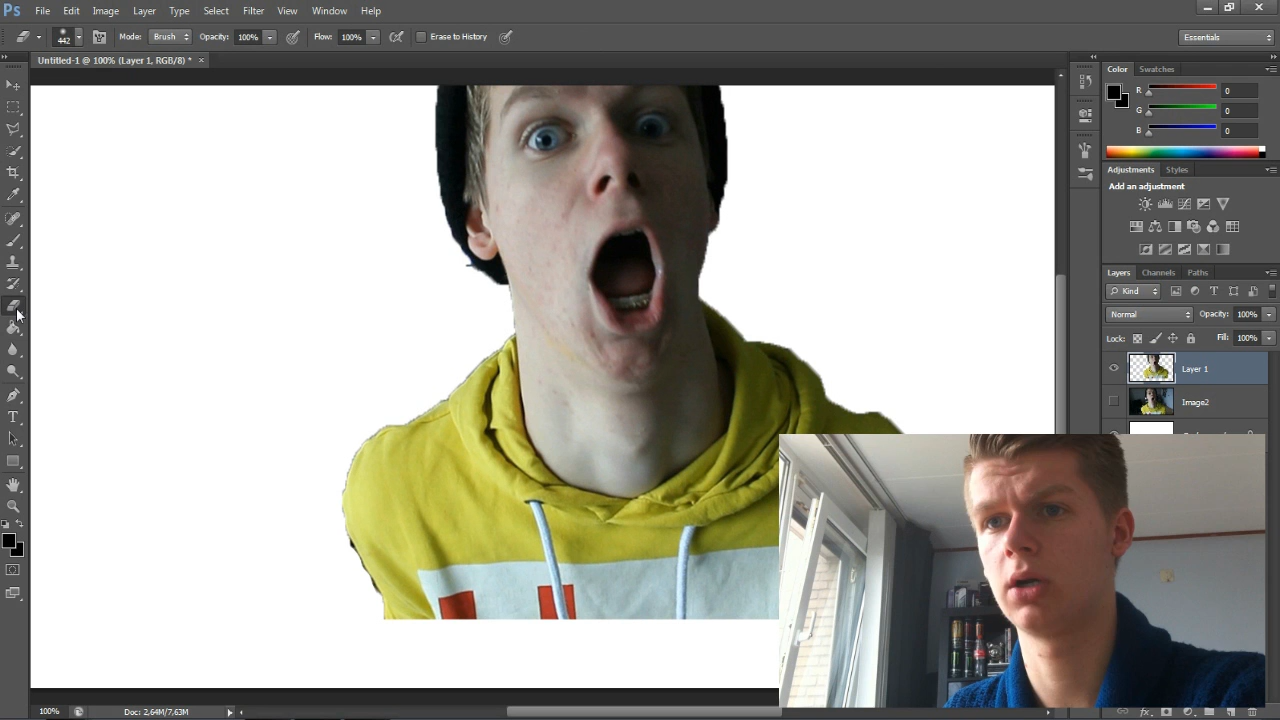 Ps File Edit Image Layer Type Select Filter View Window Help
442 Mode: Brush Opacity: 100% Flow: 100% Erase to History Essentials
Untitled-1 @ 100% (Layer 1, RGB/8) * ×
Color Swatches
R 0
G 0
B 0
Adjustments Styles
Add an adjustment
Layers Channels Paths
Kind
Normal Opacity: 100%
Lock: Fill: 100%
Layer 1
Image2
100% Doc: 2,64M/7,63M